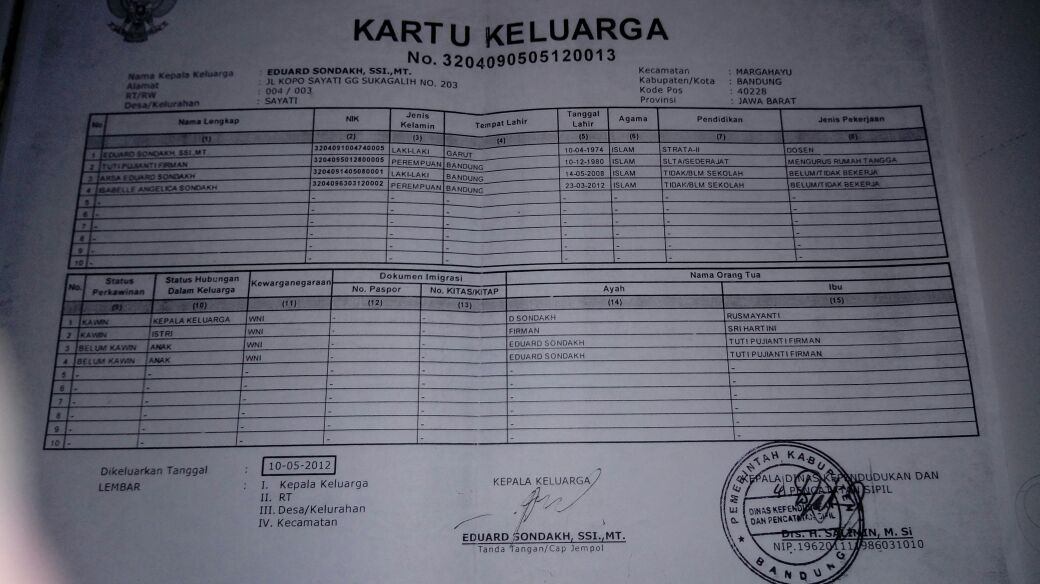 KARTU KELUARGA
No. 3204090505120013
Nama Kepala Keluarga : EDUARD SONDAKH, SSI.,MT.
Alamat : JL KOPO SAYATI GG SUKAGALIH NO. 203
RT/RW : 004 / 003
Desa/Kelurahan : SAYATI
Kecamatan : MARGAHAYU
Kabupaten/Kota : BANDUNG
Kode Pos : 40228
Provinsi : JAWA BARAT
No Nama Lengkap NIK Jenis Kelamin Tempat Lahir Tanggal Lahir Agama Pendidikan Jenis Pekerjaan
(1) (2) (3) (4) (5) (6) (7) (8)
1 EDUARD SONDAKH, SSI.,MT 3204091004740005 LAKI-LAKI GARUT 10-04-1974 ISLAM STRATA-II DOSEN
2 TUTI PUJIANTI FIRMAN 3204095012800005 PEREMPUAN BANDUNG 10-12-1980 ISLAM SLTA/SEDERAJAT MENGURUS RUMAH TANGGA
3 ARSA EDUARD SONDAKH 3204091405080001 LAKI-LAKI BANDUNG 14-05-2008 ISLAM TIDAK/BLM SEKOLAH BELUM/TIDAK BEKERJA
4 ISABELLE ANGELICA SONDAKH 3204096303120002 PEREMPUAN BANDUNG 23-03-2012 ISLAM TIDAK/BLM SEKOLAH BELUM/TIDAK BEKERJA
5 - - - - - - - -
6 - - - - - - - -
7 - - - - - - - -
8 - - - - - - - -
9 - - - - - - - -
10 - - - - - - - -
No. Status Perkawinan Status Hubungan Dalam Keluarga Kewarganegaraan Dokumen Imigrasi Nama Orang Tua
No. Paspor No. KITAS/KITAP Ayah Ibu
(9) (10) (11) (12) (13) (14) (15)
1 KAWIN KEPALA KELUARGA WNI - - D SONDAKH RUSMAYANTI
2 KAWIN ISTRI WNI - - FIRMAN SRI HARTINI
3 BELUM KAWIN ANAK WNI - - EDUARD SONDAKH TUTI PUJIANTI FIRMAN
4 BELUM KAWIN ANAK WNI - - EDUARD SONDAKH TUTI PUJIANTI FIRMAN
5 - - - - - - -
6 - - - - - - -
7 - - - - - - -
8 - - - - - - -
9 - - - - - - -
10 - - - - - - -
Dikeluarkan Tanggal : 10-05-2012
LEMBAR : I. Kepala Keluarga
II. RT
III. Desa/Kelurahan
IV. Kecamatan
KEPALA KELUARGA
EDUARD SONDAKH, SSI.,MT.
Tanda Tangan/Cap Jempol
KEPALA DINAS KEPENDUDUKAN DAN
PENCATATAN SIPIL
PEMERINTAH KABUPATEN
DINAS KEPENDUDUKAN
DAN PENCATATAN SIPIL
BANDUNG
Drs. H. SALIMIN, M. Si
NIP.